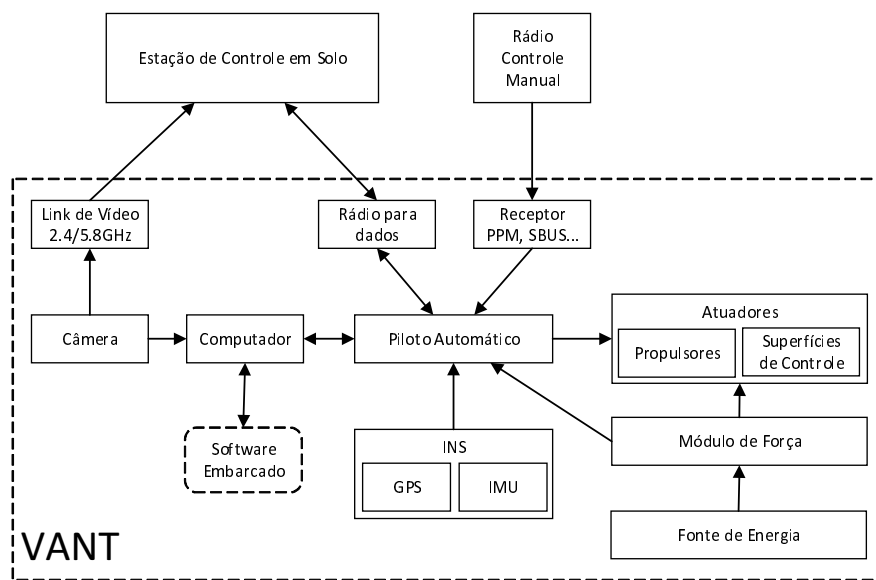 Estação de Controle em Solo
Rádio
Controle
Manual
Link de Vídeo
2.4/5.8GHz
Rádio para
dados
Receptor
PPM, SBUS...
Câmera
Computador
Piloto Automático
Atuadores
Propulsores
Superfícies
de Controle
Software
Embarcado
INS
GPS
IMU
Módulo de Força
Fonte de Energia
VANT